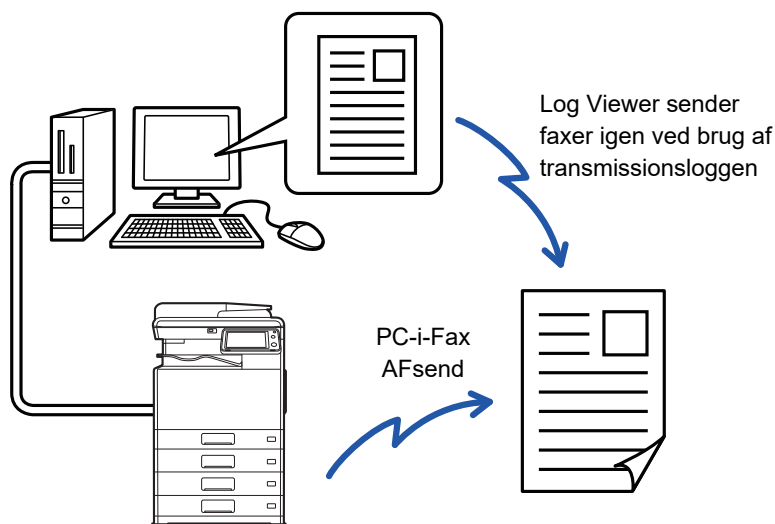 Log Viewer sender
faxer igen ved brug af
transmissionsloggen
PC-i-Fax
AFsend